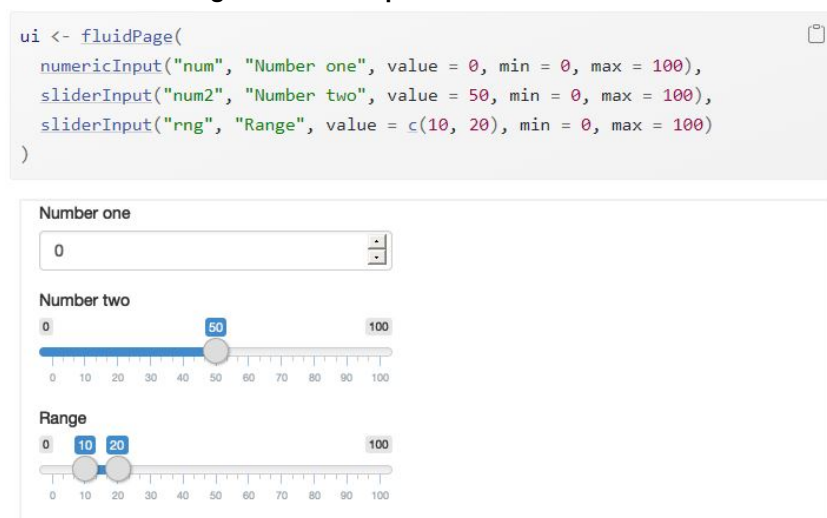 ui <- fluidPage(
  numericInput("num", "Number one", value = 0, min = 0, max = 100),
  sliderInput("num2", "Number two", value = 50, min = 0, max = 100),
  sliderInput("rng", "Range", value = c(10, 20), min = 0, max = 100)
)
Number one
0
Number two
0 50 100
0 10 20 30 40 50 60 70 80 90 100
Range
0 10 20 100
0 10 20 30 40 50 60 70 80 90 100